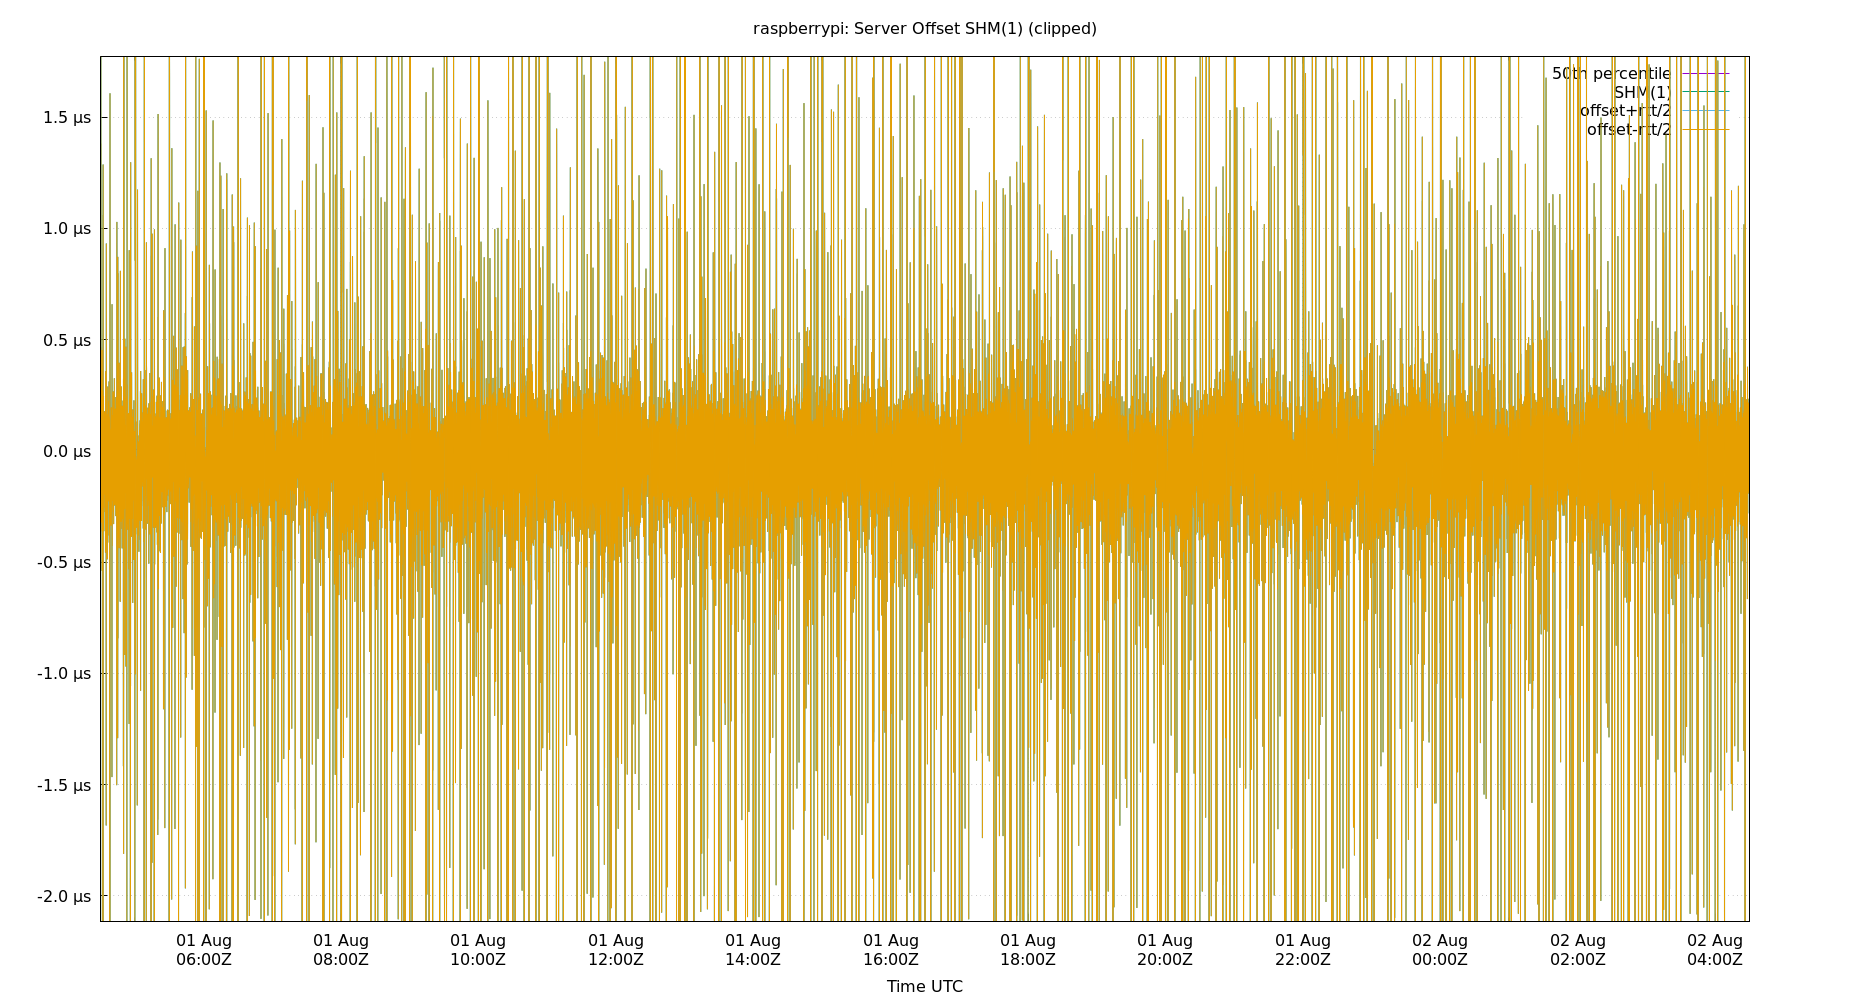 raspberrypi: Server Offset SHM(1) (clipped)
50th percentile
SHM(1)
offset+rtt/2
offset-rtt/2
1.5 µs
1.0 µs
0.5 µs
0.0 µs
-0.5 µs
-1.0 µs
-1.5 µs
-2.0 µs
01 Aug 01 Aug 01 Aug 01 Aug 01 Aug 01 Aug 01 Aug 01 Aug 01 Aug 02 Aug 02 Aug 02 Aug
06:00Z 08:00Z 10:00Z 12:00Z 14:00Z 16:00Z 18:00Z 20:00Z 22:00Z 00:00Z 02:00Z 04:00Z
Time UTC